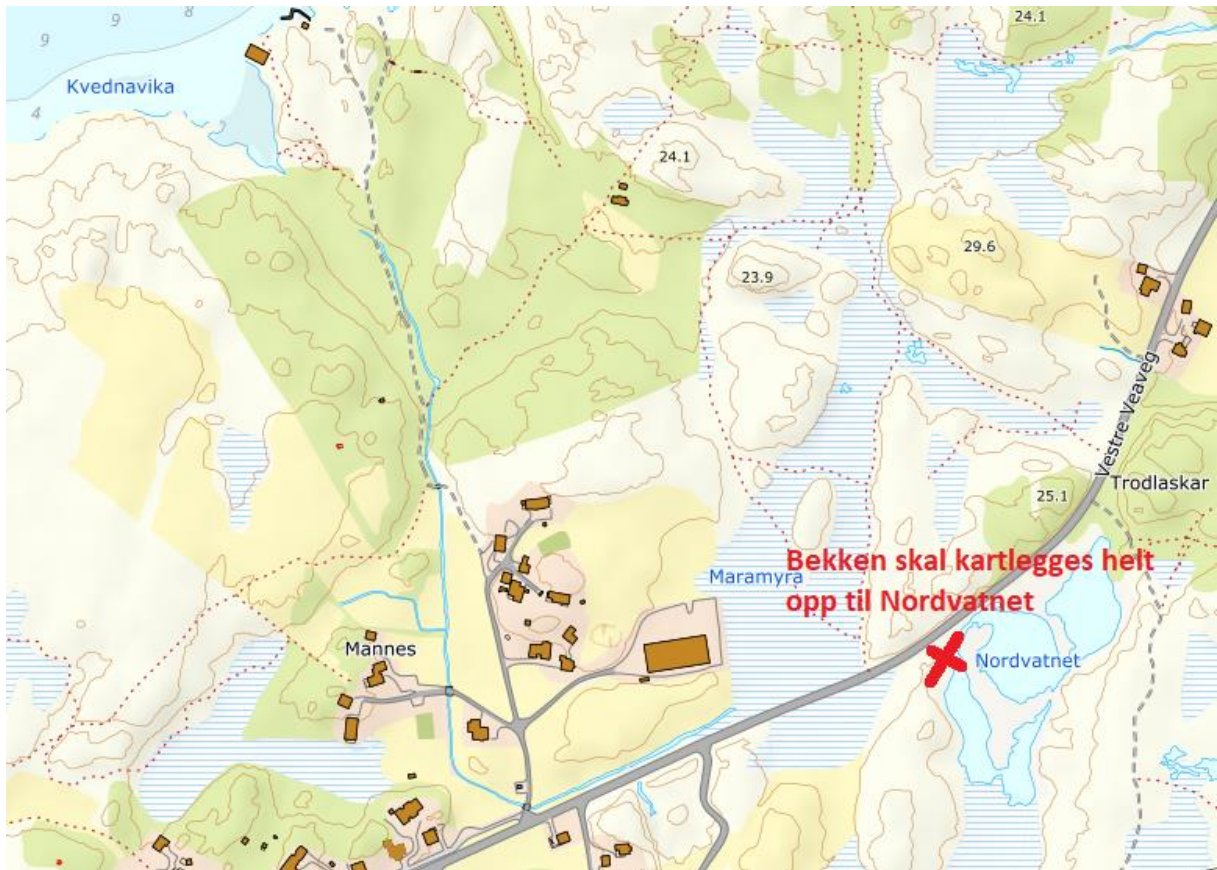 24.1
9
8
9
Kvednavika
4
24.1
29.6
23.9
Vestre Veaveg
Trodlaskar
25.1
Bekken skal kartlegges helt
opp til Nordvatnet
Maramyra
Mannes
Nordvatnet